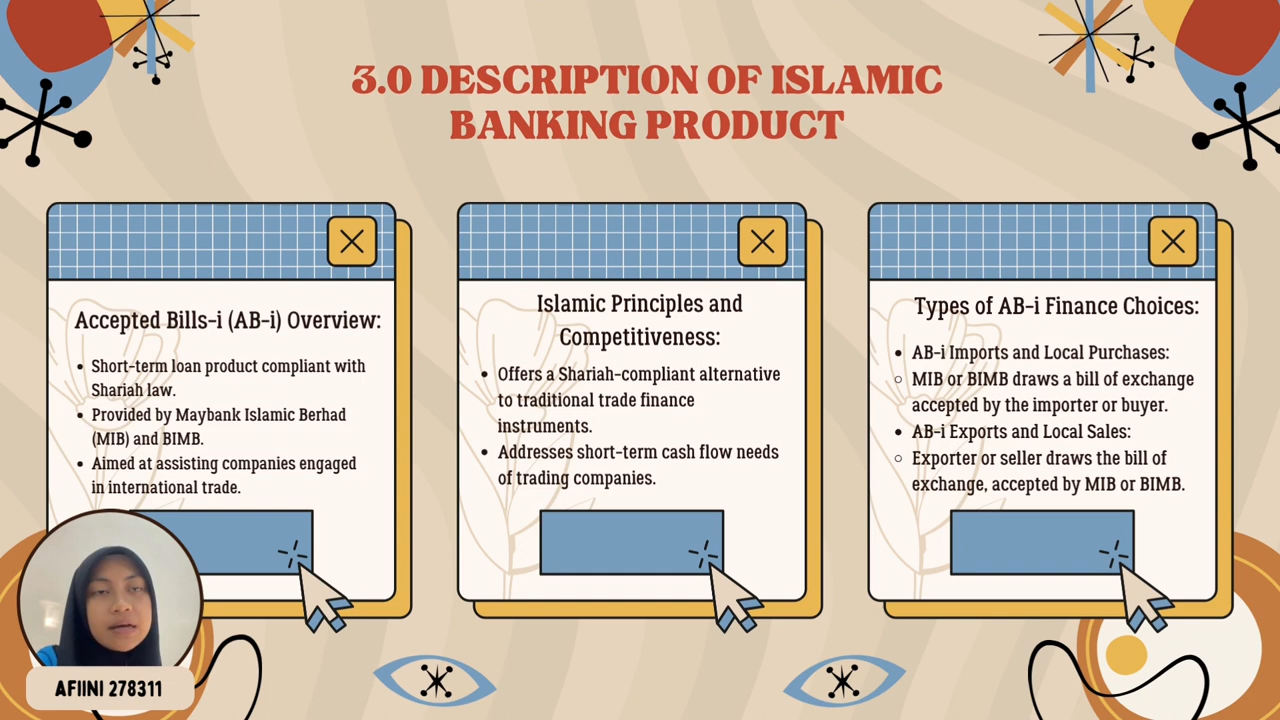 3.0 DESCRIPTION OF ISLAMIC
BANKING PRODUCT
Accepted Bills-i (AB-i) Overview:
• Short-term loan product compliant with
Shariah law.
• Provided by Maybank Islamic Berhad
(MIB) and BIMB.
• Aimed at assisting companies engaged
in international trade.
Islamic Principles and
Competitiveness:
• Offers a Shariah-compliant alternative
to traditional trade finance
instruments.
• Addresses short-term cash flow needs
of trading companies.
Types of AB-i Finance Choices:
• AB-i Imports and Local Purchases:
○ MIB or BIMB draws a bill of exchange
accepted by the importer or buyer.
• AB-i Exports and Local Sales:
○ Exporter or seller draws the bill of
exchange, accepted by MIB or BIMB.
AFIINI 278311